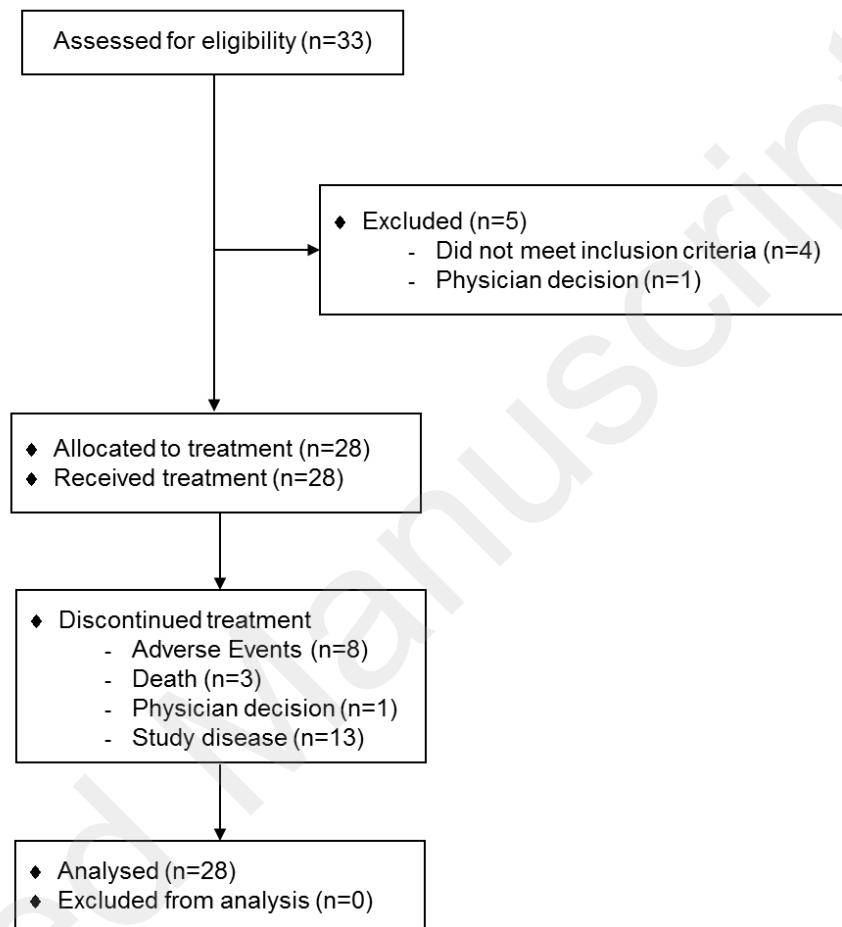 Assessed for eligibility (n=33)
♦ Excluded (n=5)
- Did not meet inclusion criteria (n=4)
- Physician decision (n=1)
♦ Allocated to treatment (n=28)
♦ Received treatment (n=28)
♦ Discontinued treatment
- Adverse Events (n=8)
- Death (n=3)
- Physician decision (n=1)
- Study disease (n=13)
♦ Analysed (n=28)
♦ Excluded from analysis (n=0)
ed Manuscript